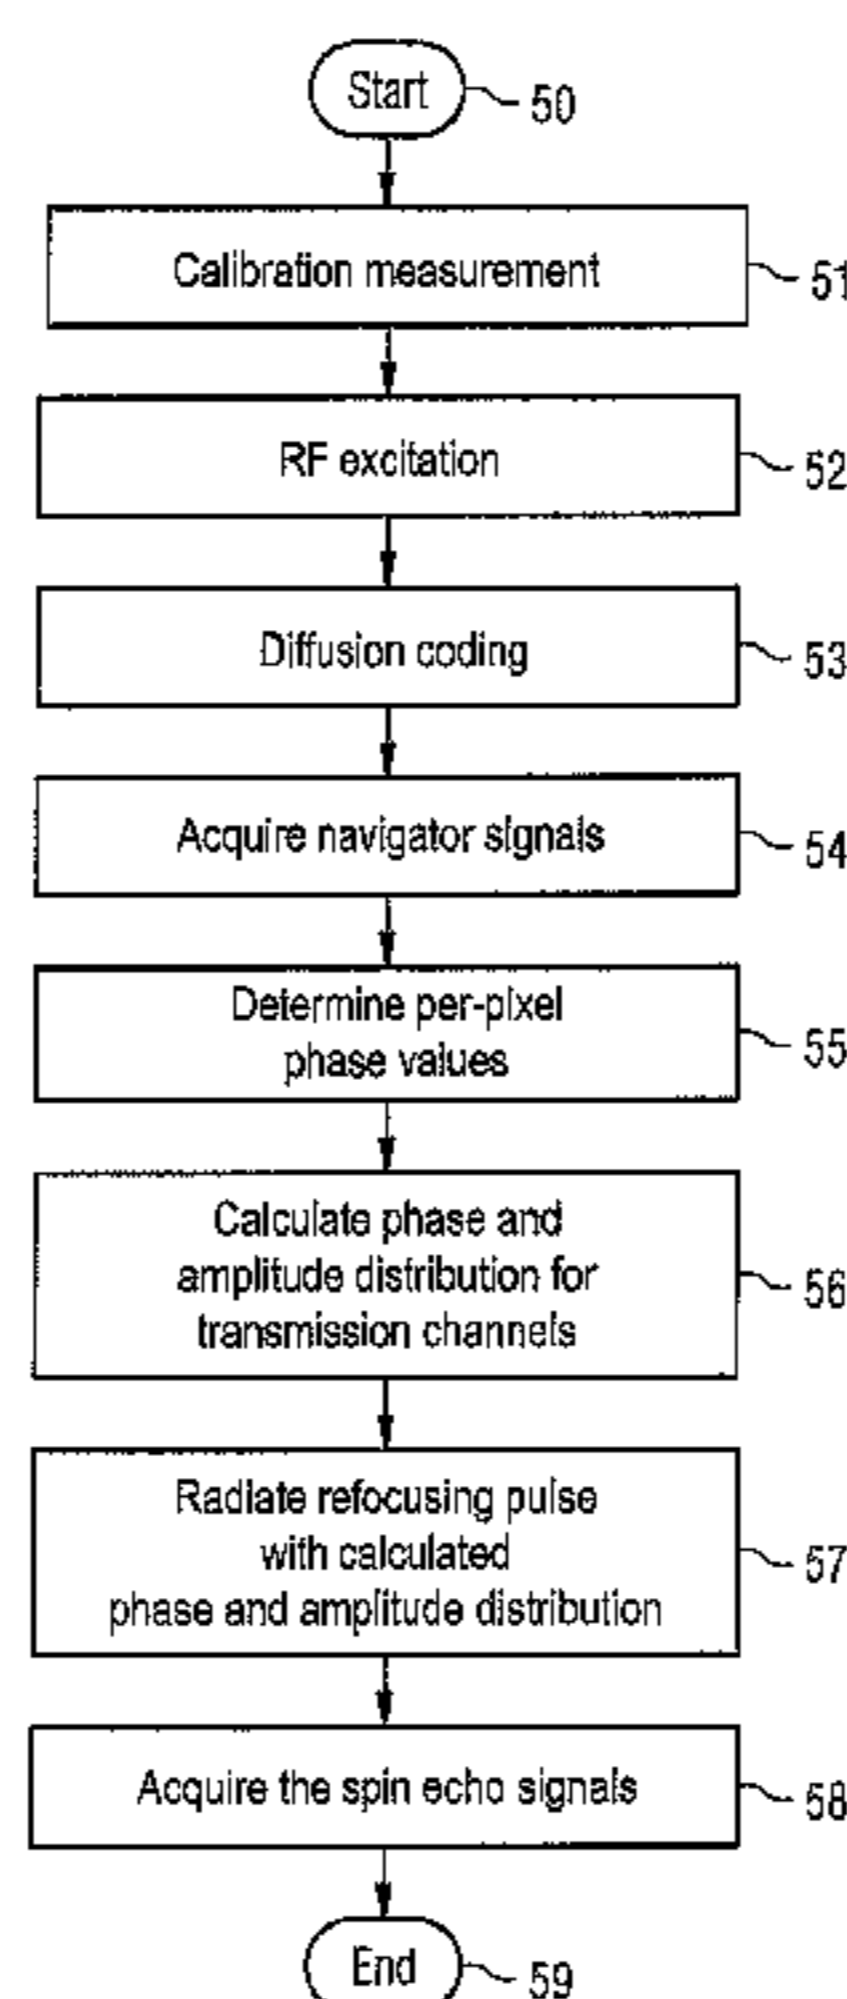 Start
50
Calibration measurement
51
RF excitation
52
Diffusion coding
53
Acquire navigator signals
54
Determine per-pixel
phase values
55
Calculate phase and
amplitude distribution for
transmission channels
56
Radiate refocusing pulse
with calculated
phase and amplitude distribution
57
Acquire the spin echo signals
58
End
59